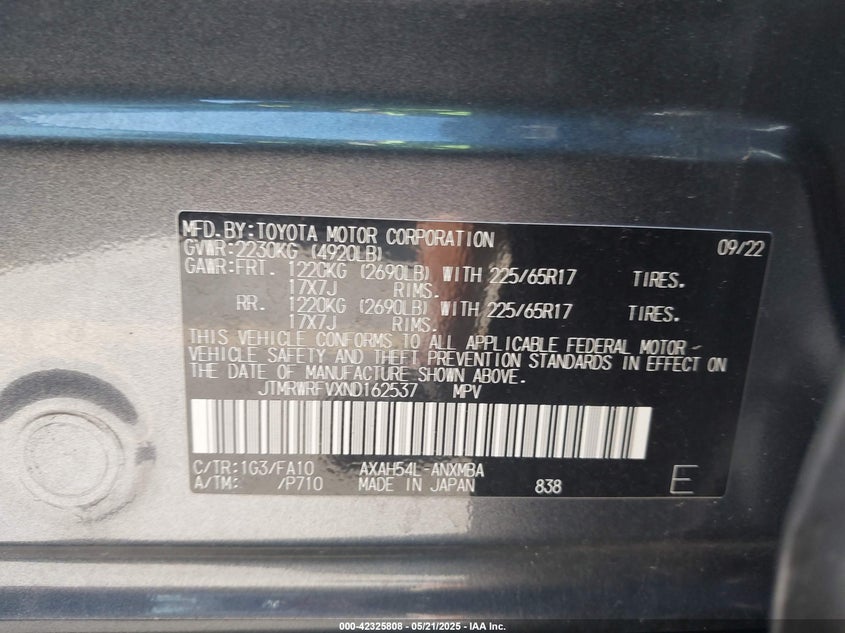 MFD.BY:TOYOTA MOTOR CORPORATION 09/22
GVWR:2230KG (4920LB)
GAWR:FRT. 1220KG (2690LB) WITH 225/65R17 TIRES.
17X7J RIMS.
RR. 1220KG (2690LB) WITH 225/65R17 TIRES.
17X7J RIMS.
THIS VEHICLE CONFORMS TO ALL APPLICABLE FEDERAL MOTOR
VEHICLE SAFETY AND THEFT PREVENTION STANDARDS IN EFFECT ON
THE DATE OF MANUFACTURE SHOWN ABOVE.
JTMRWRFVXND162537 MPV
C/TR:1G3/FA10 AXAH54L-ANXMBA
A/TM: /P710 MADE IN JAPAN 838 E
000-42325808 - 05/21/2025 - IAA Inc.